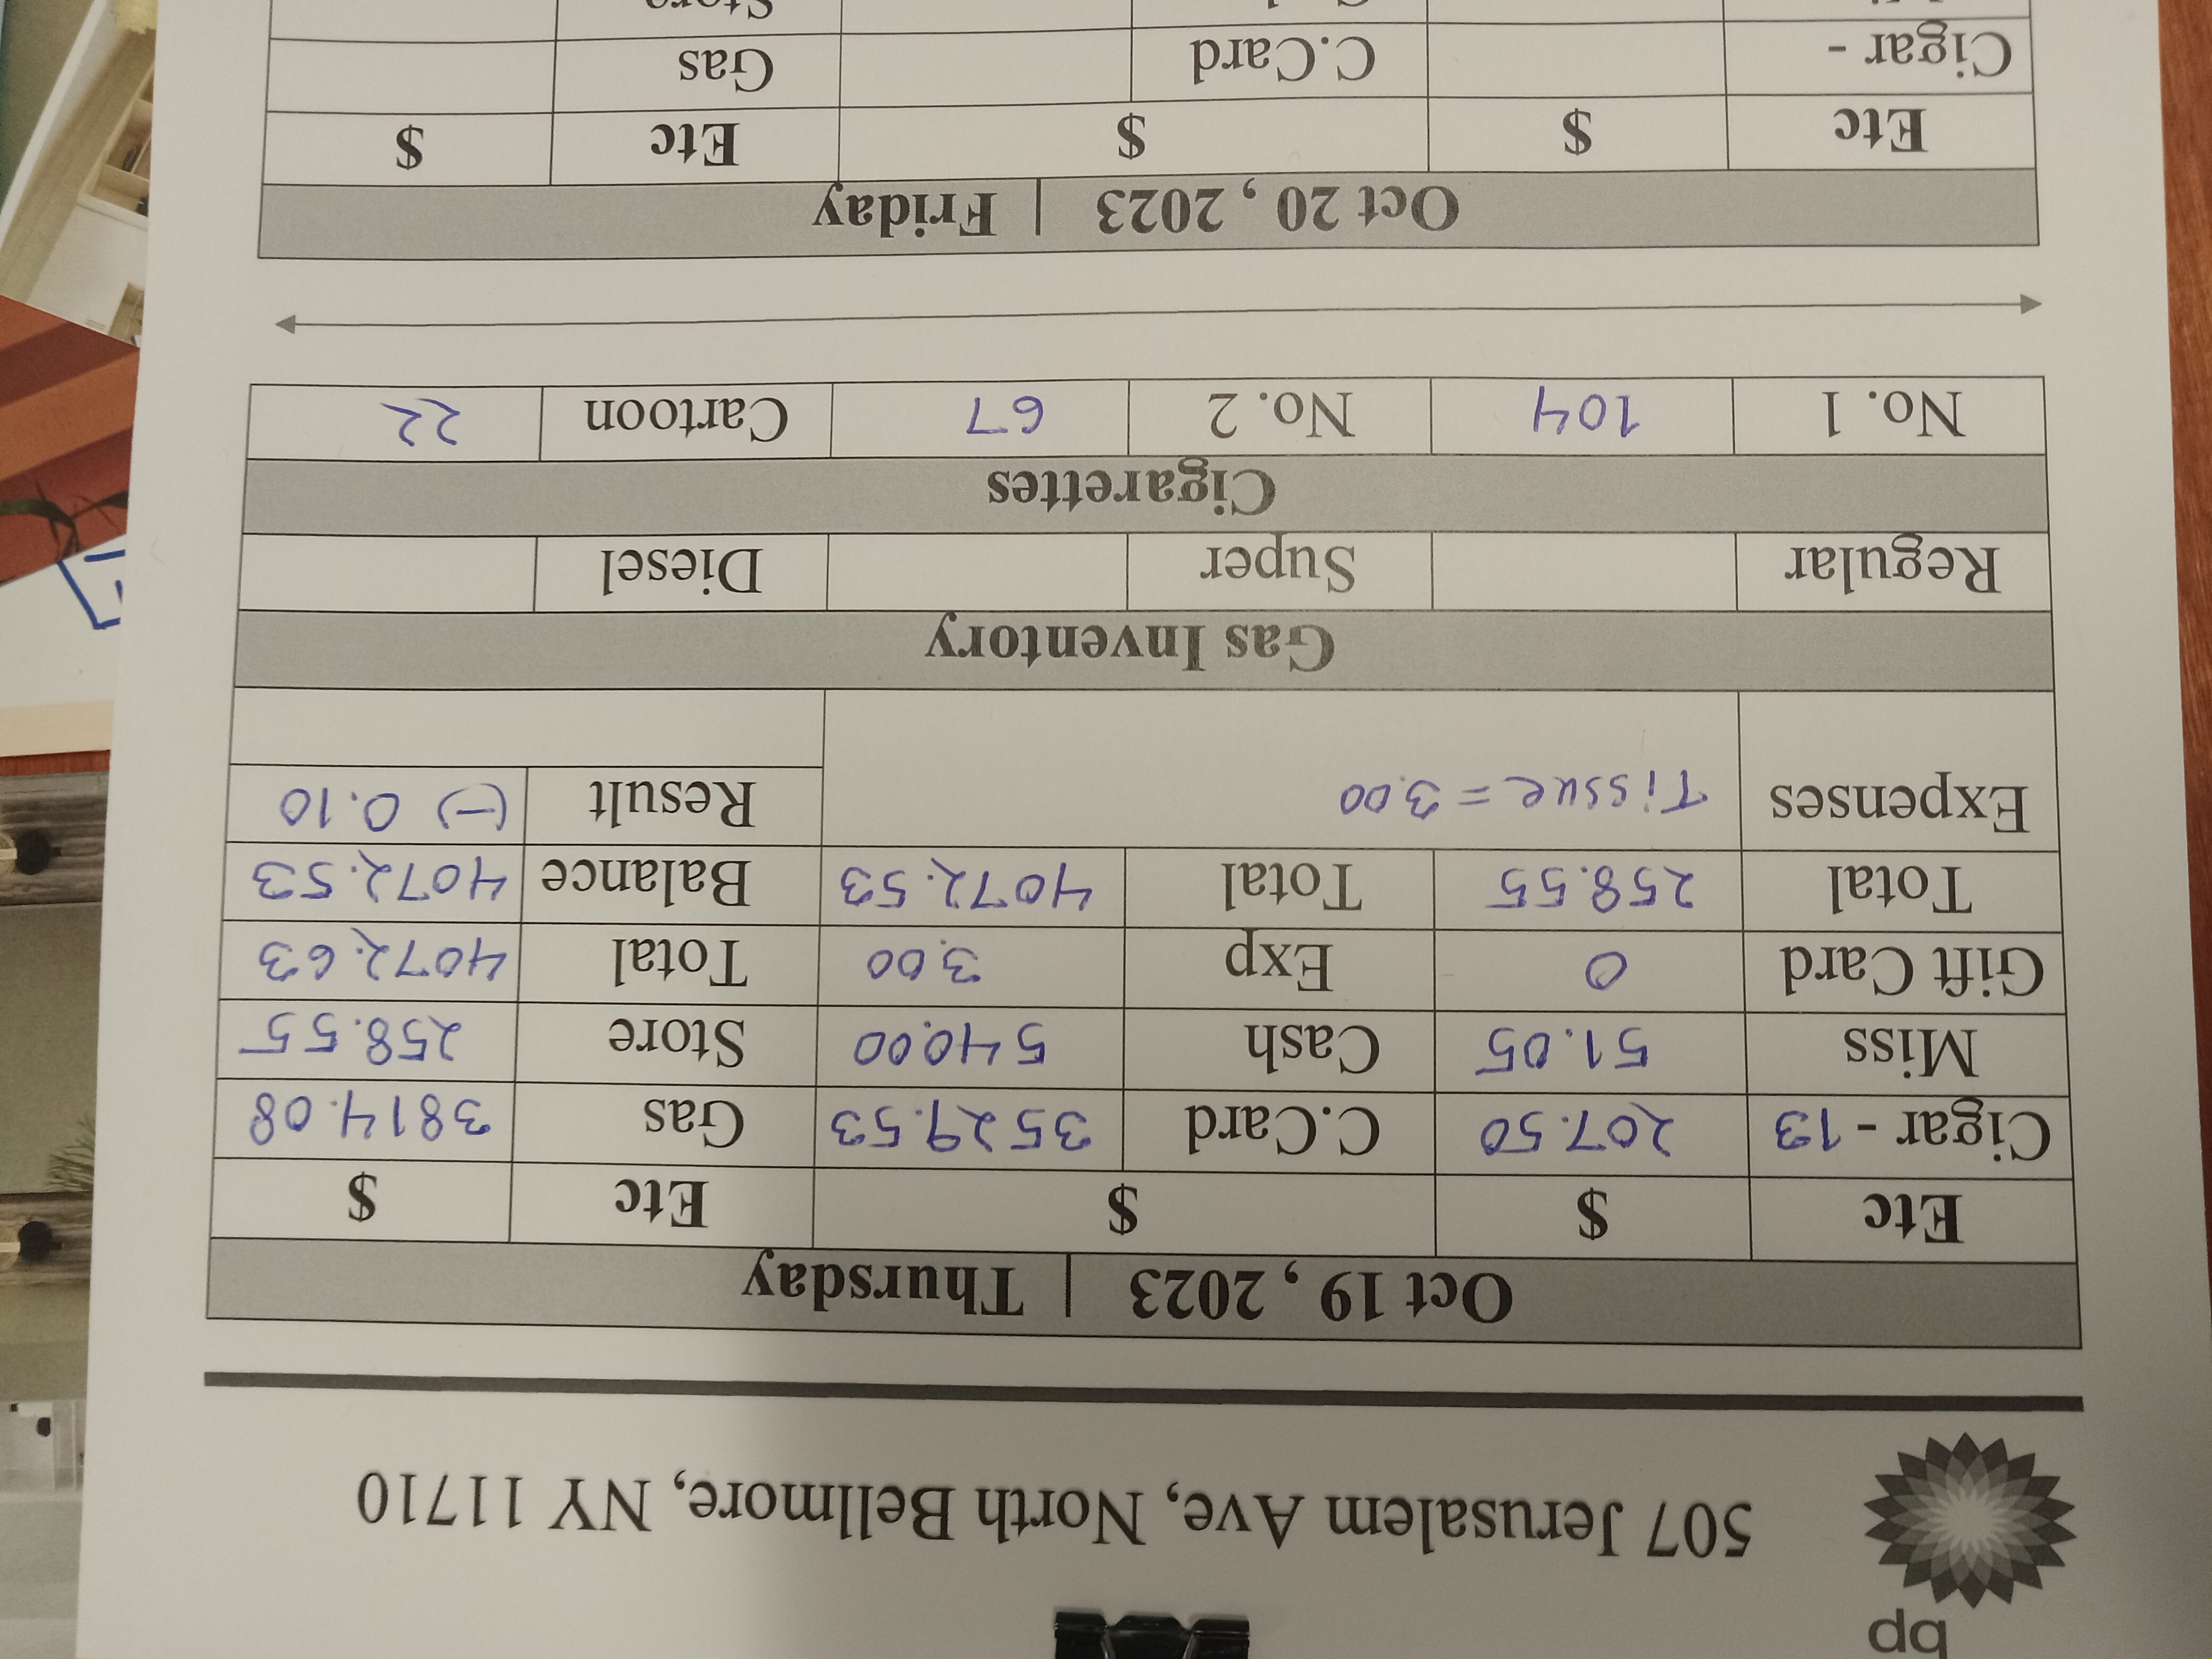 bp
507 Jerusalem Ave, North Bellmore, NY 11710
Oct 19 , 2023 | Thursday
Etc $ $ Etc $
Cigar - 13 207.50 C.Card 3529.53 Gas 3814.08
Miss 51.05 Cash 540.00 Store 258.55
Gift Card 0 Exp 3.00 Total 4072.63
Total 258.55 Total 4072.53 Balance 4072.53
Expenses Tissue = 3.00 Result (-) 0.10
Gas Inventory
Regular Super Diesel
Cigarettes
No. 1 104 No. 2 67 Cartoon 22
Oct 20 , 2023 | Friday
Etc $ $ Etc $
Cigar - C.Card Gas
Store